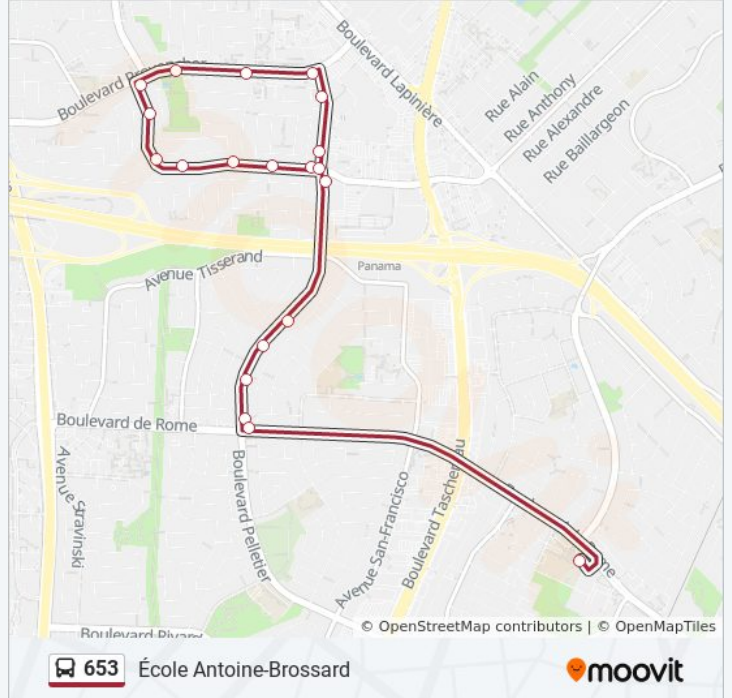 Boulevard Lapinière
Boulevard Provencher
Rue Alain
Rue Anthony
Rue Alexandre
Rue Baillargeon
Avenue Tisserand
Panama
Boulevard de Rome
Avenue Stravinski
Boulevard Pelletier
Avenue San-Francisco
Boulevard Taschereau
© OpenStreetMap contributors | © OpenMapTiles
653 École Antoine-Brossard
moovit